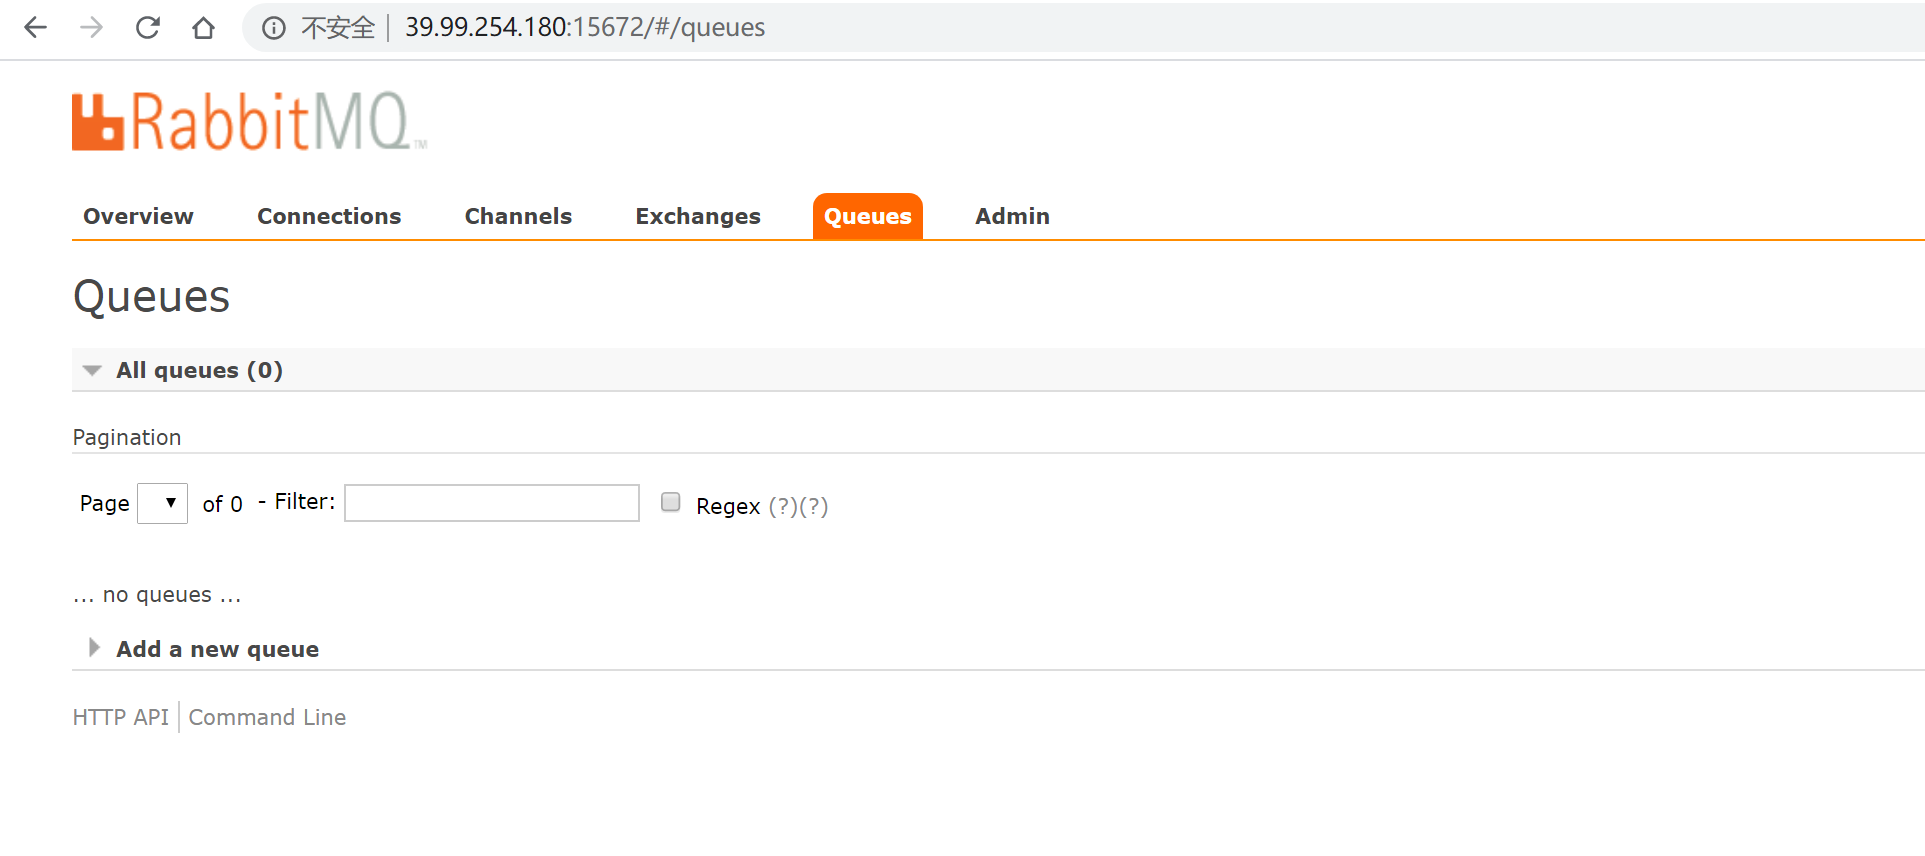 不安全 39.99.254.180:15672/#/queues
RabbitMQ™
Overview Connections Channels Exchanges Queues Admin
Queues
All queues (0)
Pagination
Page of 0 - Filter: Regex (?)(?)
... no queues ...
Add a new queue
HTTP API Command Line